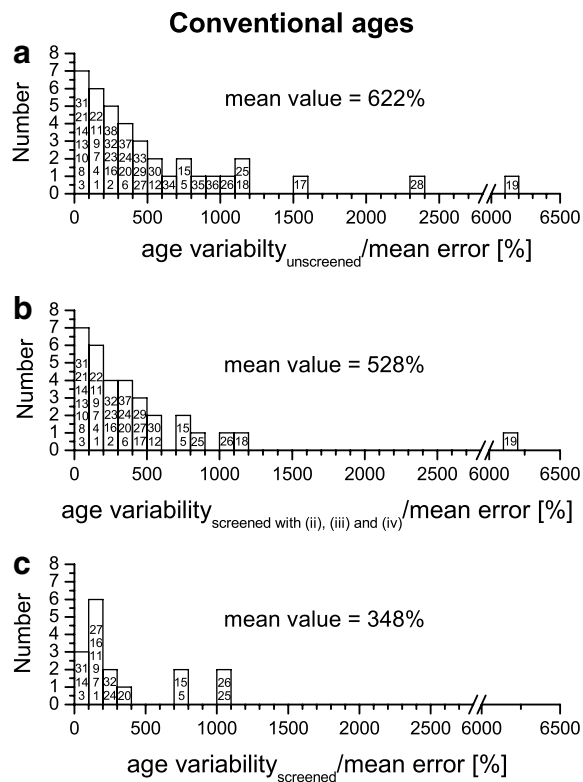 Conventional ages
a
8
7
6
5
4
3
2
1
0
Number
mean value = 622%
31
21 22
14 11 38
13 9 32 37 33
10 7 23 24 29 30 15 25
8 4 16 20 27 12 34 5 35 36 26 18 17 28 19
3 1 2 6
0 500 1000 1500 2000 2500 6000 6500
age variabilty unscreened/mean error [%]
b
8
7
6
5
4
3
2
1
0
Number
mean value = 528%
31
21 22
14 11
13 9 32 37
10 7 23 24 29
8 4 16 20 27 30 15
3 1 2 6 17 12 5 25 26 18 19
0 500 1000 1500 2000 2500 6000 6500
age variability screened with (ii), (iii) and (iv)/mean error [%]
c
8
7
6
5
4
3
2
1
0
Number
mean value = 348%
27
16
11
31 9 32
14 7 24 20 15 26
3 1 5 25
0 500 1000 1500 2000 2500 6000 6500
age variability screened/mean error [%]